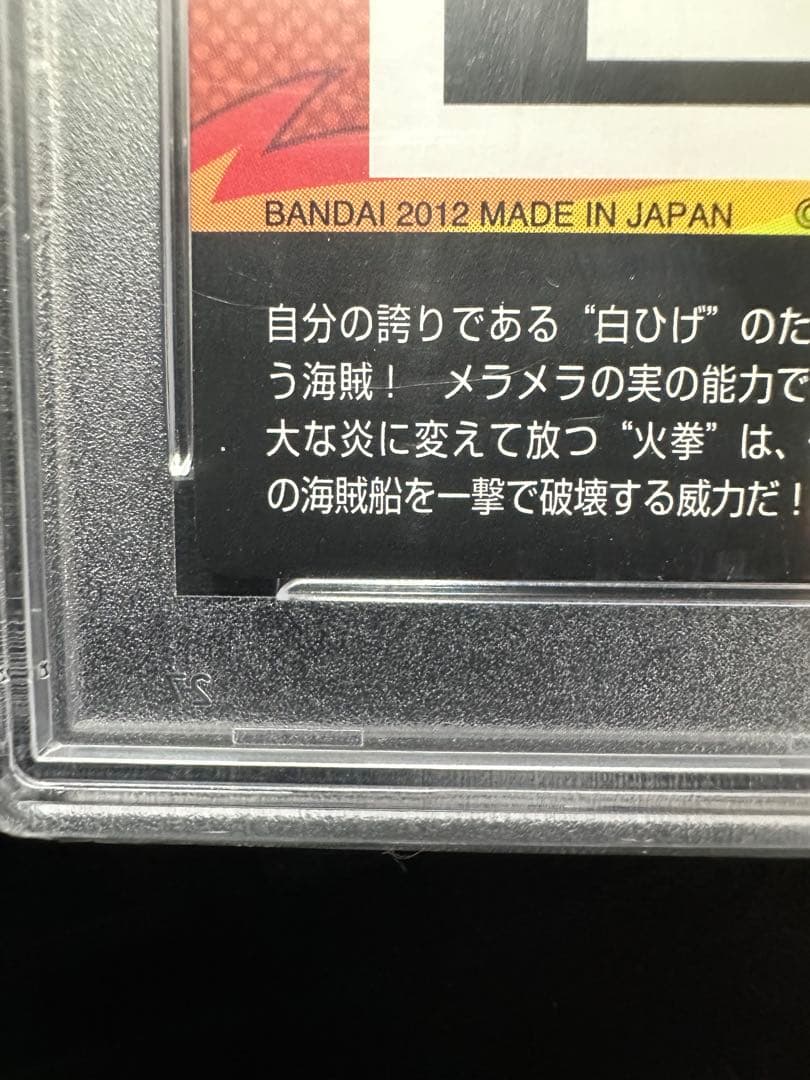 BANDAI 2012 MADE IN JAPAN ©
自分の誇りである“白ひげ”のた
う海賊！ メラメラの実の能力で
大な炎に変えて放つ“火拳”は、
の海賊船を一撃で破壊する威力だ！
27